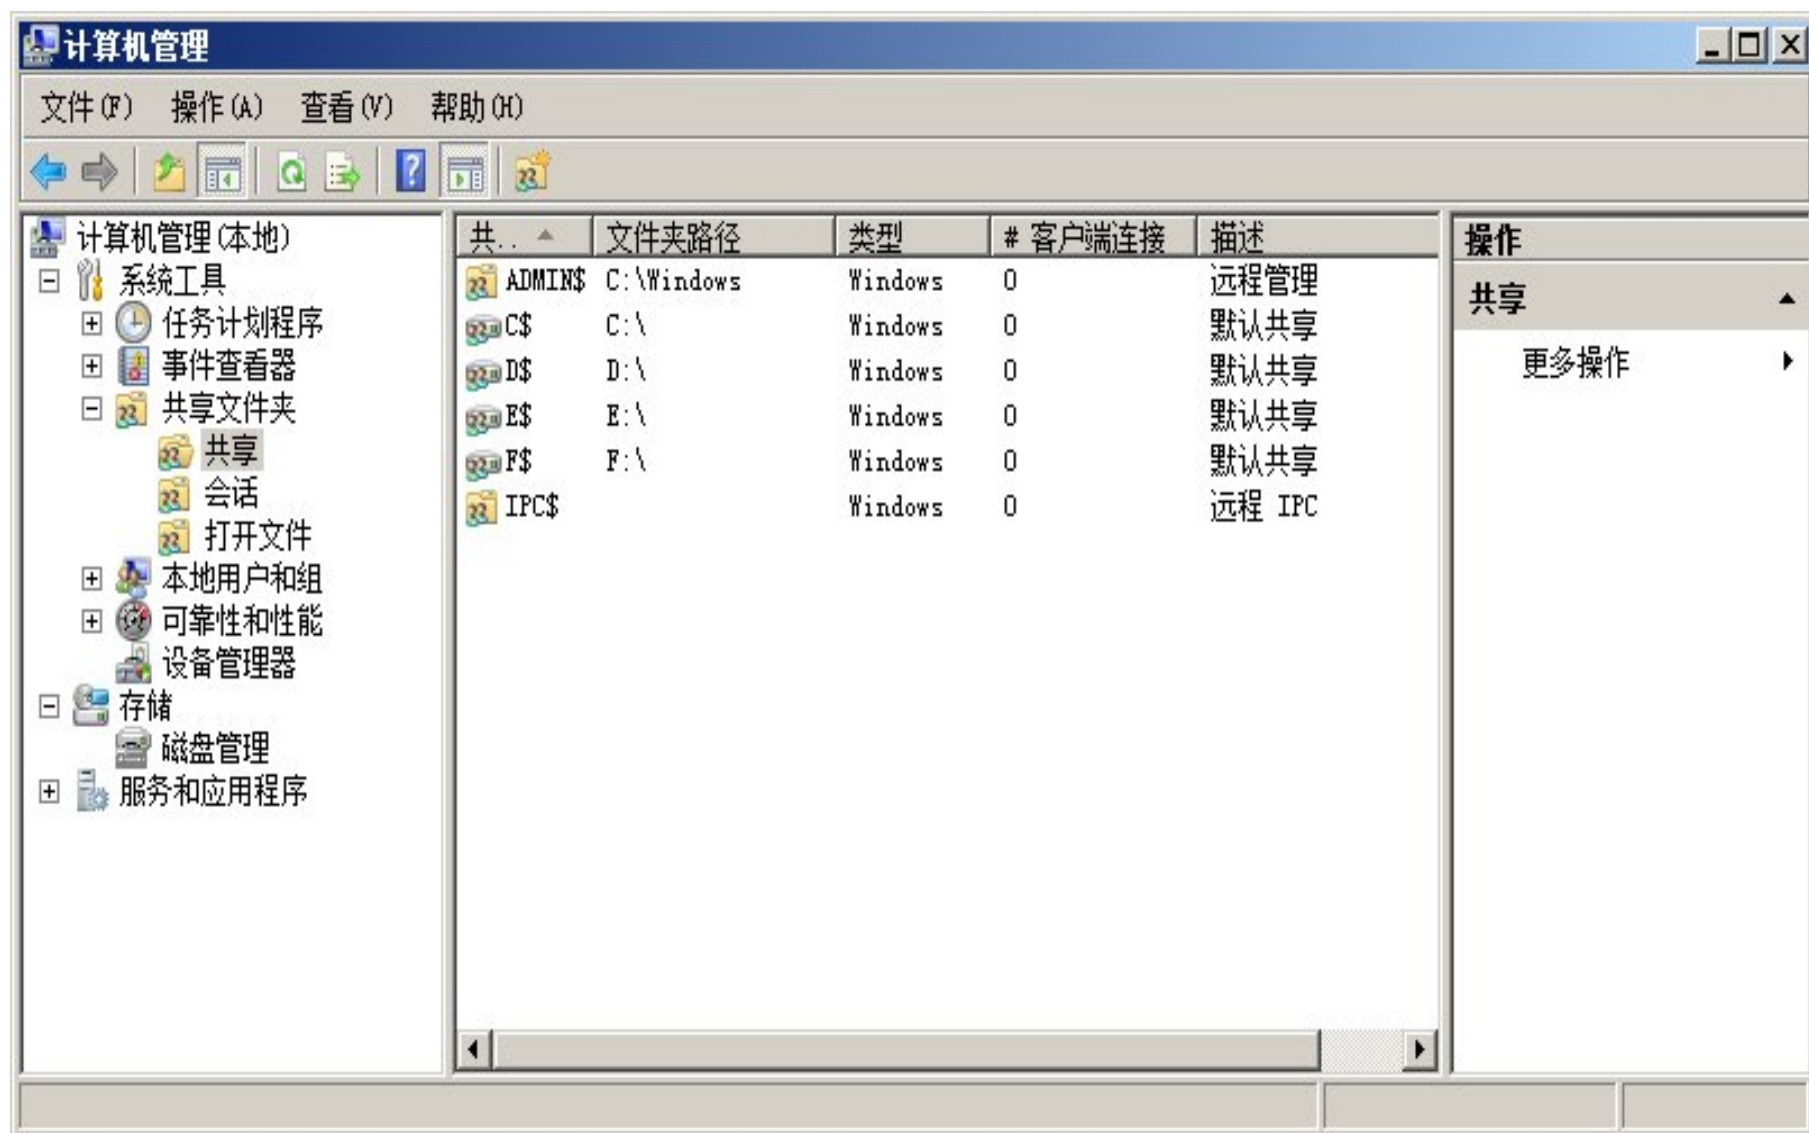 计算机管理
文件(F) 操作(A) 查看(V) 帮助(H)
计算机管理(本地)
系统工具
任务计划程序
事件查看器
共享文件夹
共享
会话
打开文件
本地用户和组
可靠性和性能
设备管理器
存储
磁盘管理
服务和应用程序
共.. 文件夹路径 类型 # 客户端连接 描述
ADMIN$ C:\Windows Windows 0 远程管理
C$ C:\ Windows 0 默认共享
D$ D:\ Windows 0 默认共享
E$ E:\ Windows 0 默认共享
F$ F:\ Windows 0 默认共享
IPC$ Windows 0 远程 IPC
操作
共享
更多操作